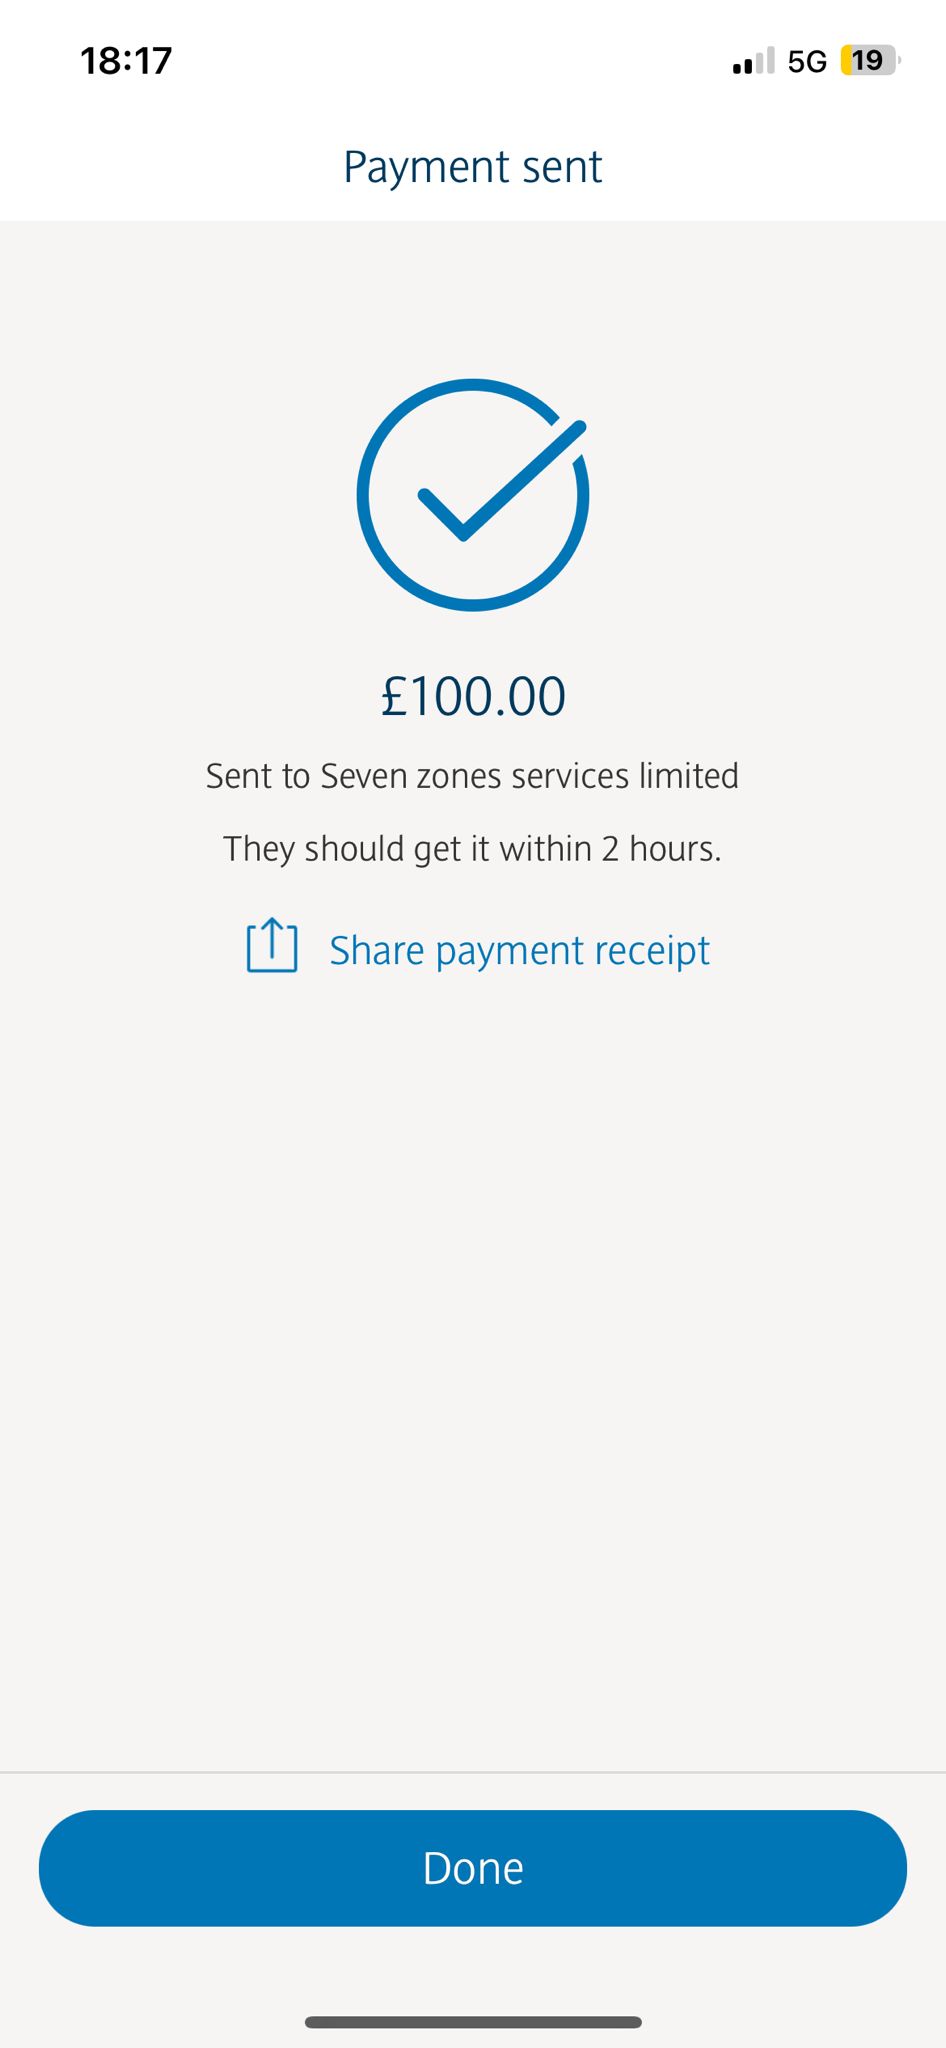 18:17
5G
19
Payment sent
£100.00
Sent to Seven zones services limited
They should get it within 2 hours.
Share payment receipt
Done